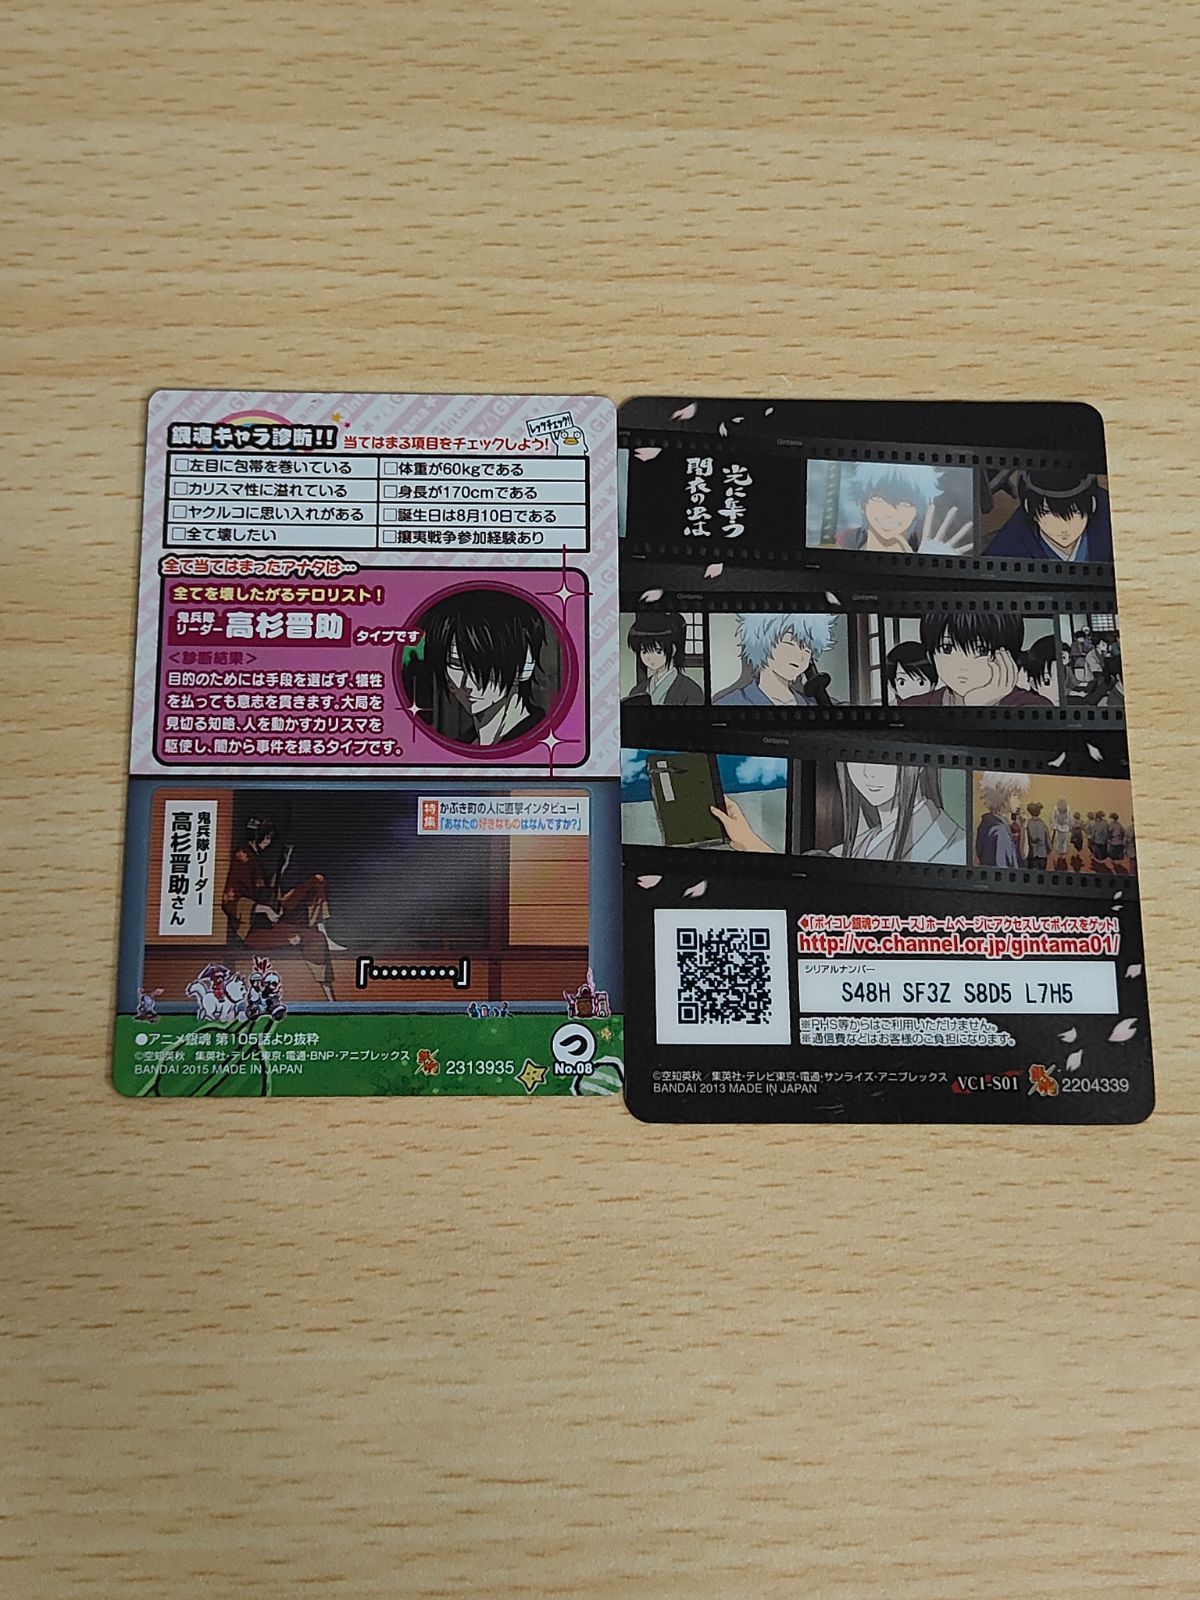 銀魂キャラ診断!!
当てはまる項目をチェックしよう!
レッツチェック!
□左目に包帯を巻いている
□体重が60kgである
□カリスマ性に溢れている
□身長が170cmである
□ヤクルコに思い入れがある
□誕生日は8月10日である
□全て壊したい
□攘夷戦争参加経験あり
全て当てはまったアナタは…
全てを壊したがるテロリスト!
鬼兵隊
リーダー
高杉晋助
タイプです
<診断結果>
目的のためには手段を選ばず、犠牲
を払っても意志を貫きます。大局を
見切る知略、人を動かすカリスマを
駆使し、闇から事件を操るタイプです。
特集
かぶき町の人に直撃インタビュー!
「あなたの好きなものはなんですか?」
鬼兵隊リーダー
高杉晋助さん
「………」
●アニメ銀魂 第105話より抜粋
©空知英秋/集英社・テレビ東京・電通・BNP・アニプレックス
BANDAI 2015 MADE IN JAPAN
銀魂
2313935
つ
No.08
光に集う
闇夜の虫は
Gintama
Gintama
Gintama
Gintama
「ボイコレ銀魂ウエハース」ホームページにアクセスしてボイスをゲット!
http://vc.channel.or.jp/gintama01/
シリアルナンバー
S48H SF3Z S8D5 L7H5
※PHS等からはご利用いただけません。
※通信費などはお客様のご負担になります。
©空知英秋/集英社・テレビ東京・電通・サンライズ・アニプレックス
BANDAI 2013 MADE IN JAPAN
VC1-S01
銀魂
2204339